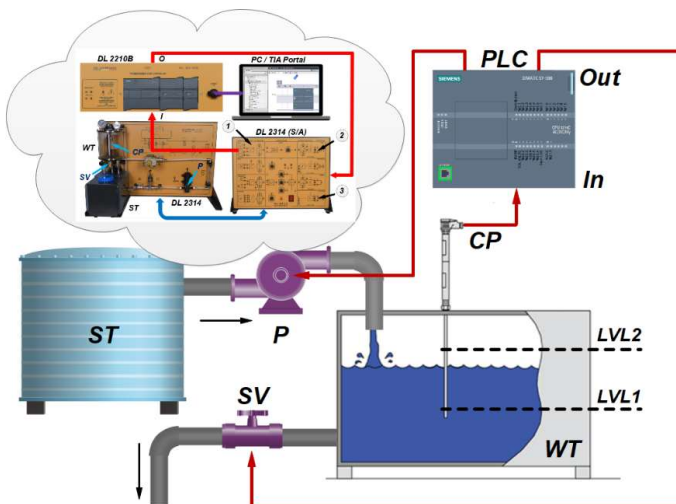 DL 2210B
O
PC / TIA Portal
I
1
DL 2314 (S/A)
2
WT
CP
SV
P
3
ST
DL 2314
PLC
SIEMENS
Out
In
CP
ST
P
LVL2
SV
LVL1
WT